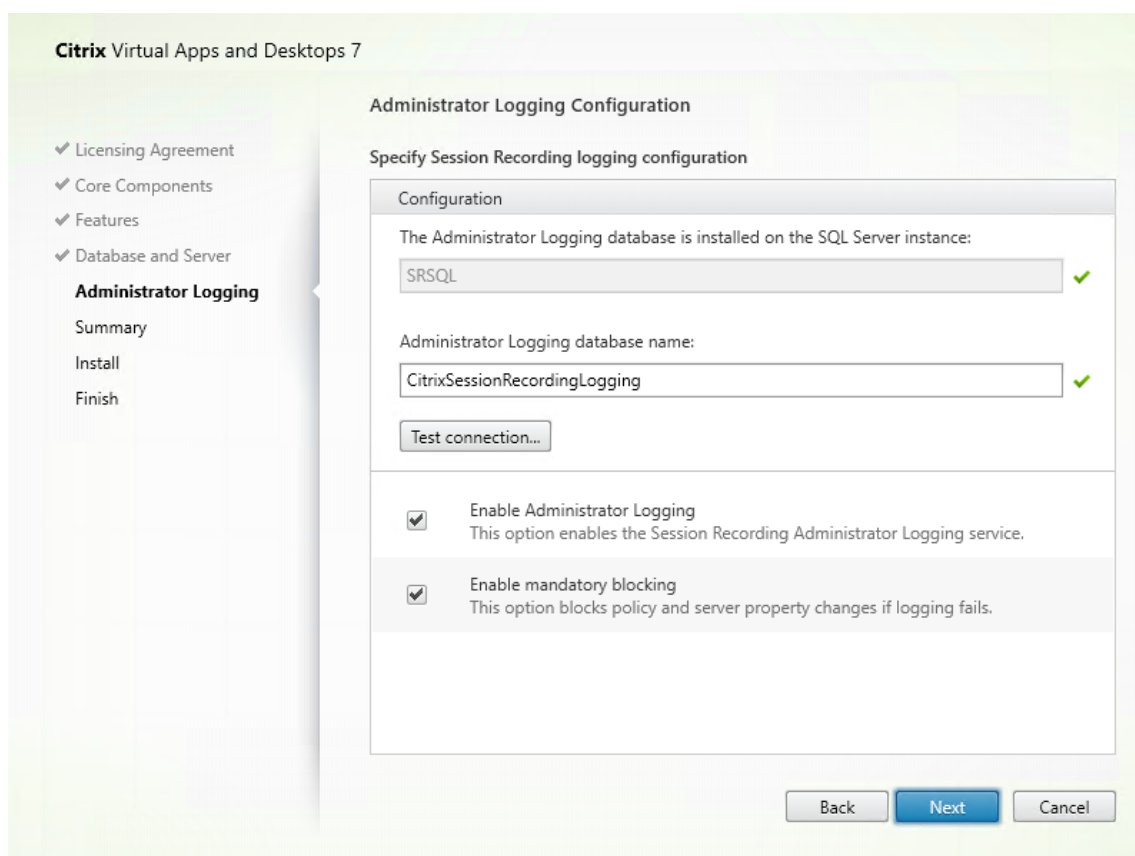 Citrix Virtual Apps and Desktops 7
Licensing Agreement
Core Components
Features
Database and Server
Administrator Logging
Summary
Install
Finish
Administrator Logging Configuration
Specify Session Recording logging configuration
Configuration
The Administrator Logging database is installed on the SQL Server instance:
SRSQL
Administrator Logging database name:
CitrixSessionRecordingLogging
Test connection...
Enable Administrator Logging
This option enables the Session Recording Administrator Logging service.
Enable mandatory blocking
This option blocks policy and server property changes if logging fails.
Back
Next
Cancel